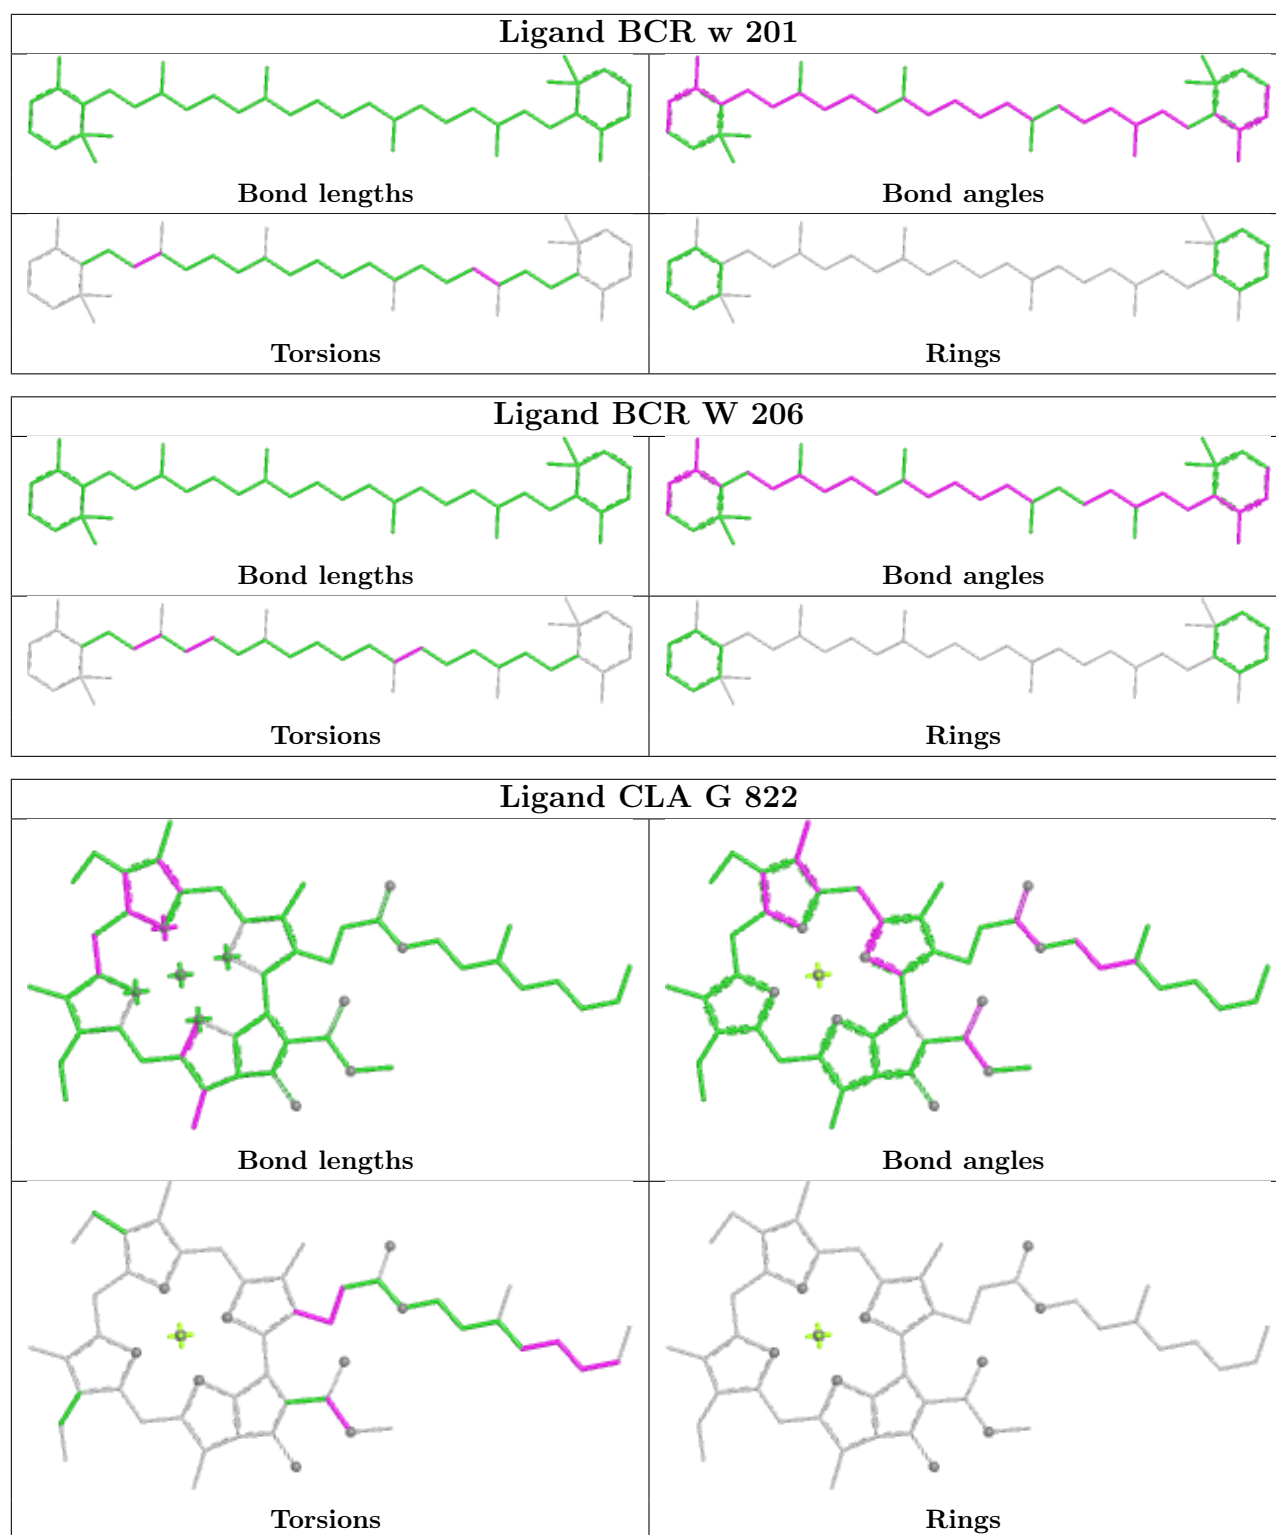 Ligand BCR w 201
Bond lengths
Bond angles
Torsions
Rings
Ligand BCR W 206
Bond lengths
Bond angles
Torsions
Rings
Ligand CLA G 822
Bond lengths
Bond angles
Torsions
Rings